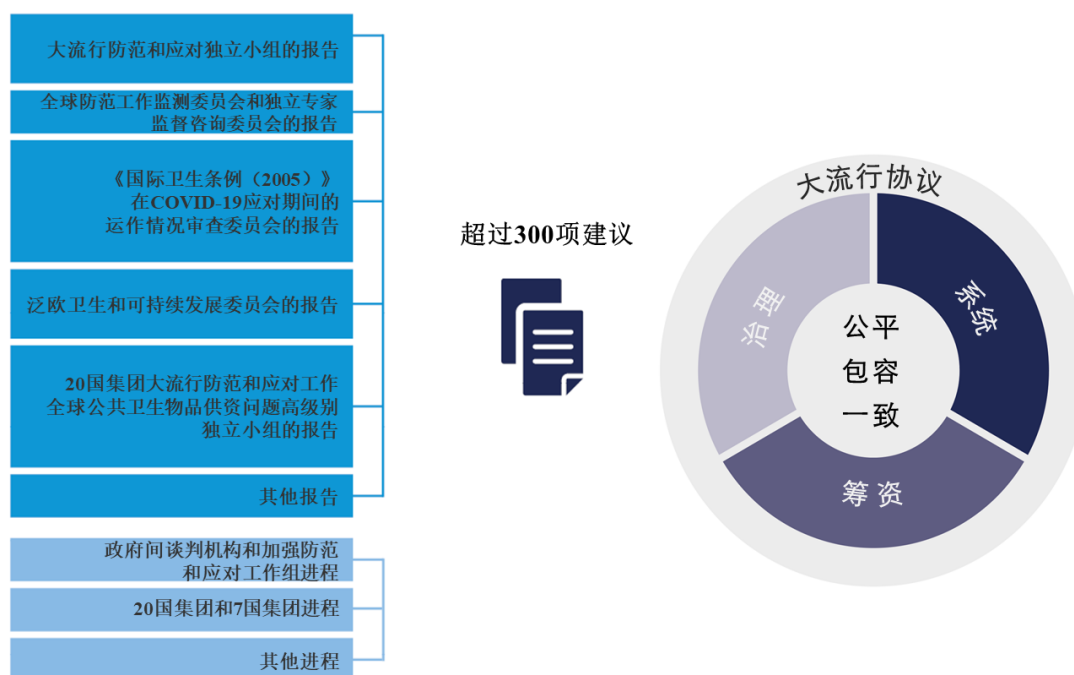 大流行防范和应对独立小组的报告
全球防范工作监测委员会和独立专家
监督咨询委员会的报告
《国际卫生条例（2005）》
在COVID-19应对期间的
运作情况审查委员会的报告
泛欧卫生和可持续发展委员会的报告
20国集团大流行防范和应对工作
全球公共卫生物品供资问题高级别
独立小组的报告
其他报告
政府间谈判机构和加强防范
和应对工作组进程
20国集团和7国集团进程
其他进程
超过300项建议
大流行协议
治理
系统
筹资
公平
包容
一致